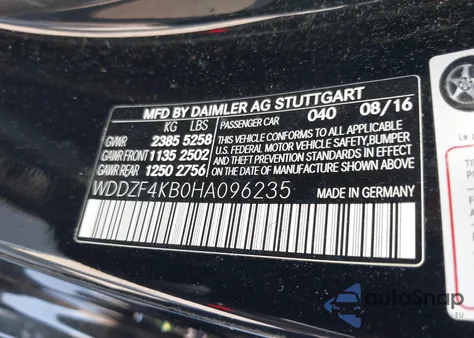 MFD BY DAIMLER AG STUTTGART
KG LBS PASSENGER CAR 040 08/16
GVWR 2385 5258 THIS VEHICLE CONFORMS TO ALL APPLICABLE
GAWR FRONT 1135 2502 U.S. FEDERAL MOTOR VEHICLE SAFETY, BUMPER
GAWR REAR 1250 2756 AND THEFT PREVENTION STANDARDS IN EFFECT ON
THE DATE OF MANUFACTURE SHOWN ABOVE
WDDZF4KB0HA096235 MADE IN GERMANY
autoSnap